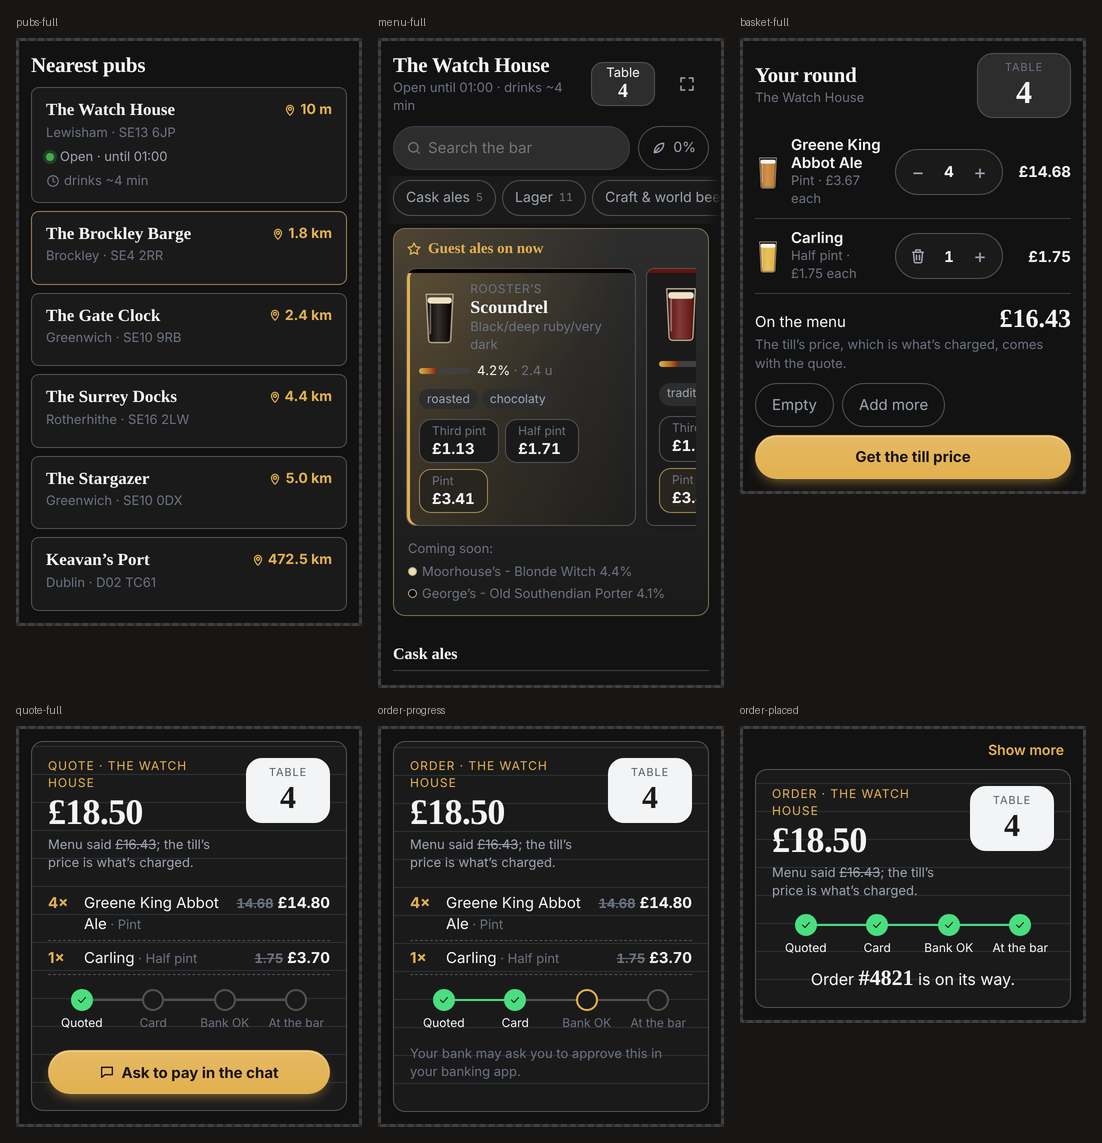 pubs-full
Nearest pubs
The Watch House
10 m
Lewisham · SE13 6JP
Open · until 01:00
drinks ~4 min
The Brockley Barge
1.8 km
Brockley · SE4 2RR
The Gate Clock
2.4 km
Greenwich · SE10 9RB
The Surrey Docks
4.4 km
Rotherhithe · SE16 2LW
The Stargazer
5.0 km
Greenwich · SE10 0DX
Keavan’s Port
472.5 km
Dublin · D02 TC61
menu-full
The Watch House
Open until 01:00 · drinks ~4
min
Table
4
Search the bar
0%
Cask ales 5
Lager 11
Craft & world bee
Guest ales on now
ROOSTER'S
Scoundrel
Black/deep ruby/very
dark
4.2% · 2.4 u
roasted
chocolaty
Third pint
£1.13
Half pint
£1.71
Pint
£3.41
tradit
Third
£1.
Pint
£3.
Coming soon:
Moorhouse’s - Blonde Witch 4.4%
George’s - Old Southendian Porter 4.1%
Cask ales
basket-full
Your round
The Watch House
TABLE
4
Greene King
Abbot Ale
Pint · £3.67
each
− 4 +
£14.68
Carling
Half pint ·
£1.75 each
1 +
£1.75
On the menu
£16.43
The till’s price, which is what’s charged, comes
with the quote.
Empty
Add more
Get the till price
quote-full
QUOTE · THE WATCH
HOUSE
£18.50
Menu said £16.43; the till’s
price is what’s charged.
TABLE
4
4× Greene King Abbot 14.68 £14.80
Ale · Pint
1× Carling · Half pint 1.75 £3.70
Quoted Card Bank OK At the bar
Ask to pay in the chat
order-progress
ORDER · THE WATCH
HOUSE
£18.50
Menu said £16.43; the till’s
price is what’s charged.
TABLE
4
4× Greene King Abbot 14.68 £14.80
Ale · Pint
1× Carling · Half pint 1.75 £3.70
Quoted Card Bank OK At the bar
Your bank may ask you to approve this in
your banking app.
order-placed
Show more
ORDER · THE WATCH
HOUSE
£18.50
Menu said £16.43; the till’s
price is what’s charged.
TABLE
4
Quoted Card Bank OK At the bar
Order #4821 is on its way.